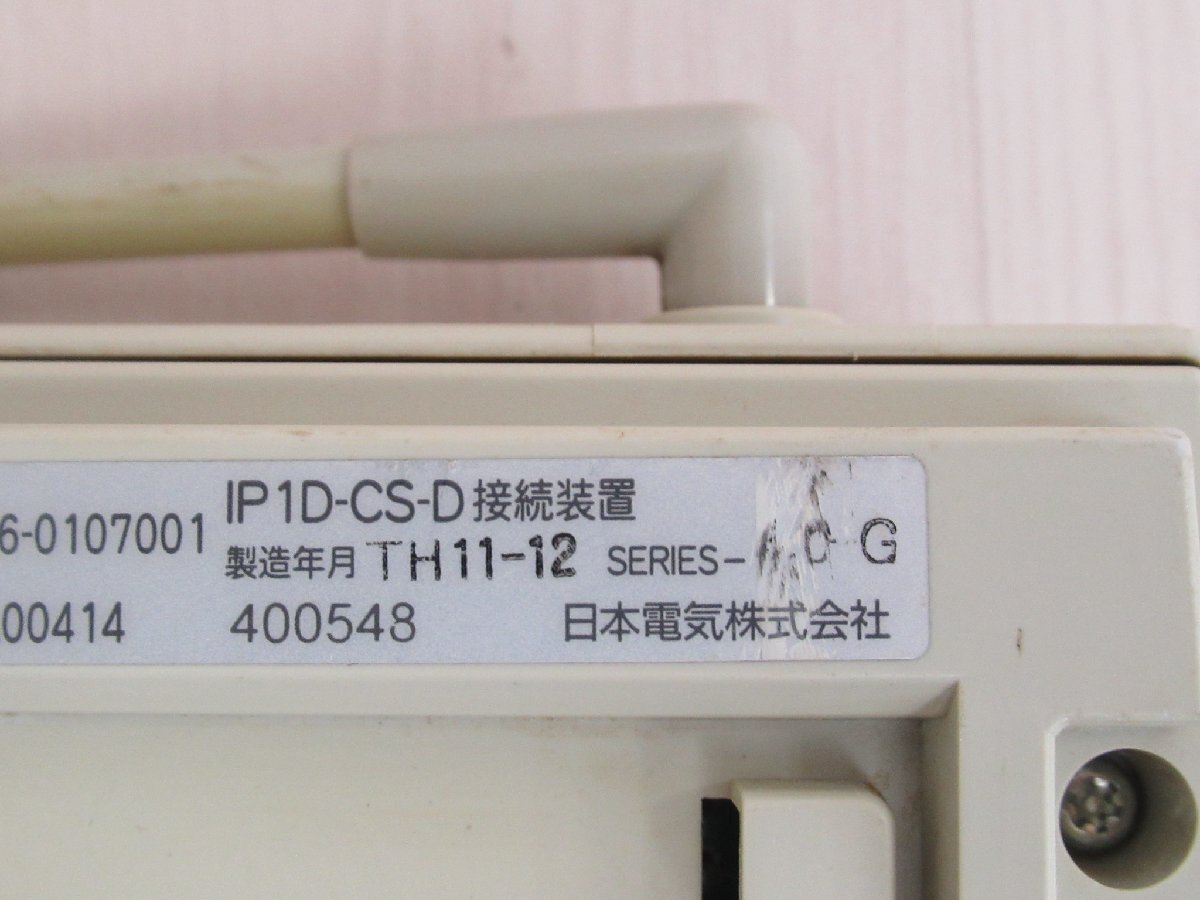 6-0107001 IP1D-CS-D 接続装置
製造年月 TH11-12 SERIES- G
00414 400548 日本電気株式会社